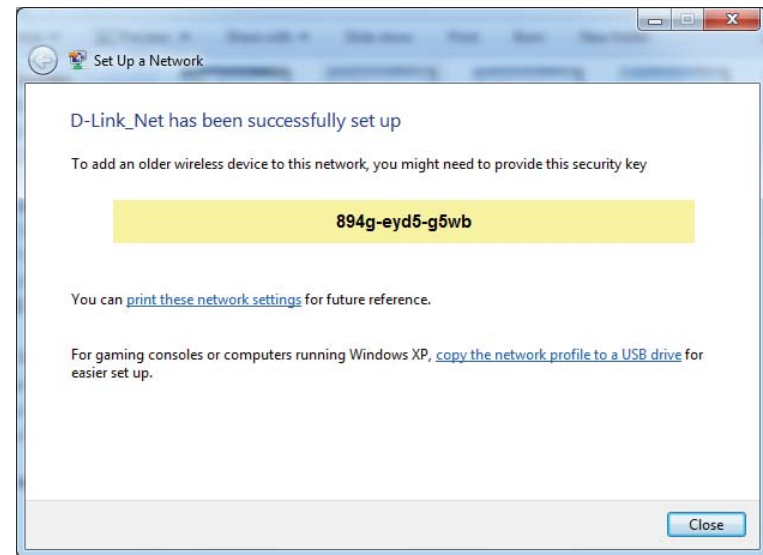 Set Up a Network
D-Link_Net has been successfully set up
To add an older wireless device to this network, you might need to provide this security key
894g-eyd5-g5wb
You can print these network settings for future reference.
For gaming consoles or computers running Windows XP, copy the network profile to a USB drive for
easier set up.
Close